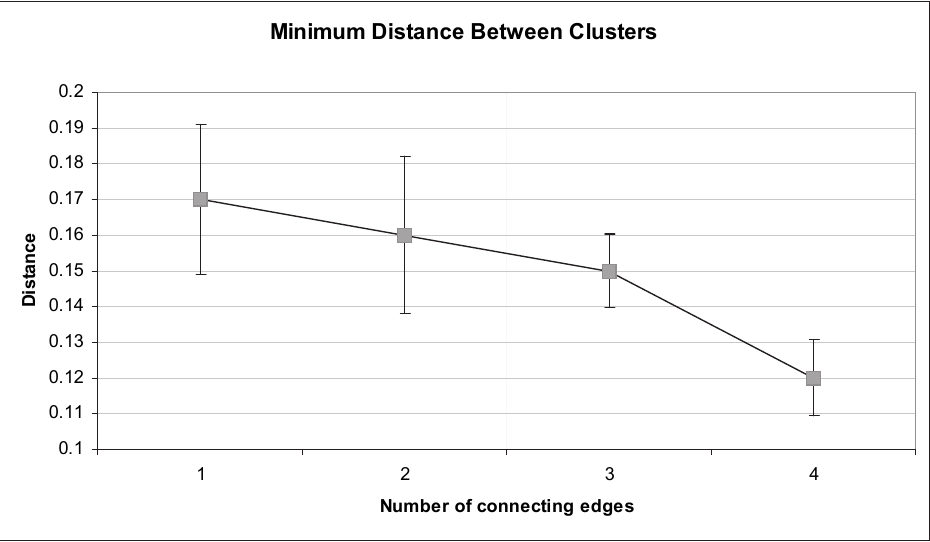 Minimum Distance Between Clusters
0.2
0.19
0.18
0.17
0.16
0.15
0.14
0.13
0.12
0.11
0.1
Distance
1 2 3 4
Number of connecting edges